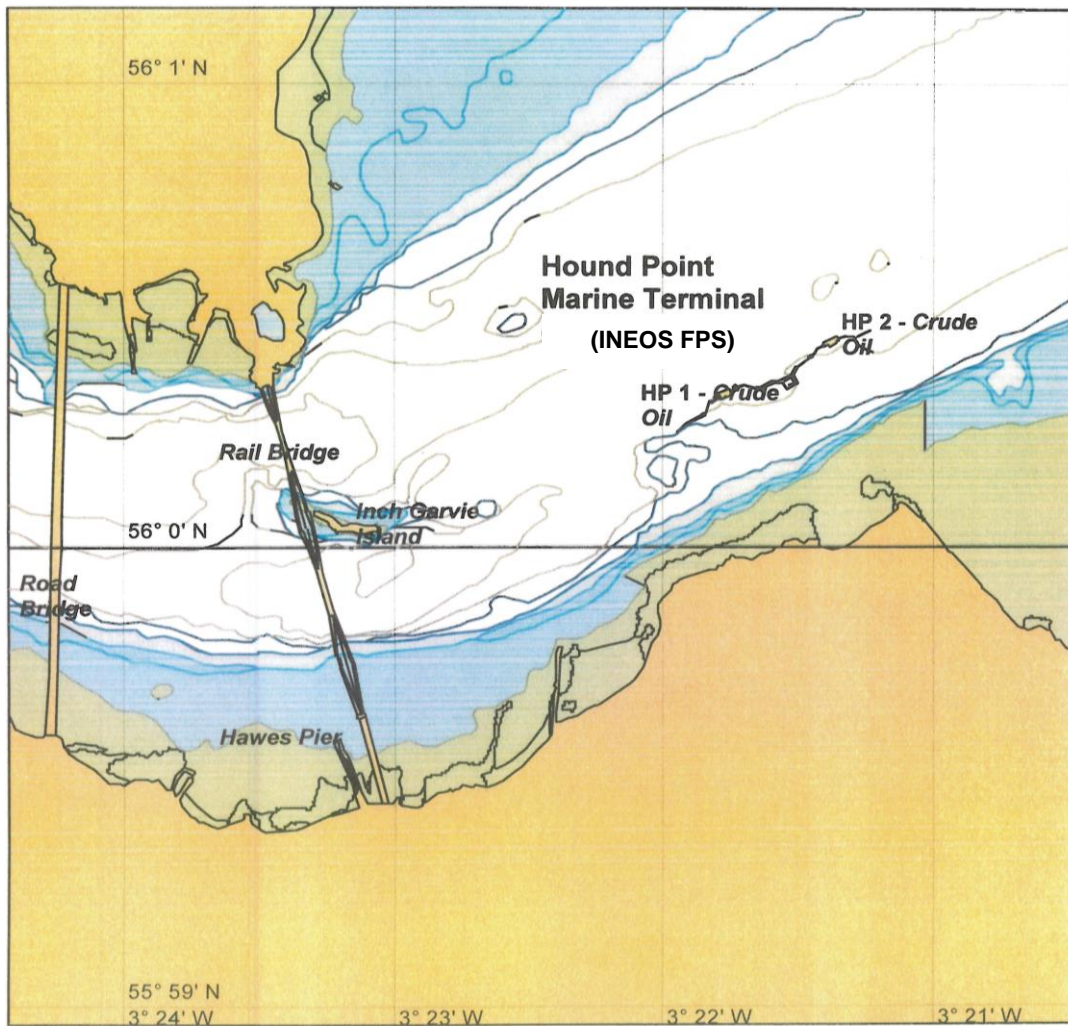 56° 1' N
Hound Point
Marine Terminal
(INEOS FPS)
HP 2 - Crude
Oil
HP 1 - Crude
Oil
Rail Bridge
Inch Garvie
Island
56° 0' N
Road
Bridge
Hawes Pier
55° 59' N
3° 24' W
3° 23' W
3° 22' W
3° 21' W